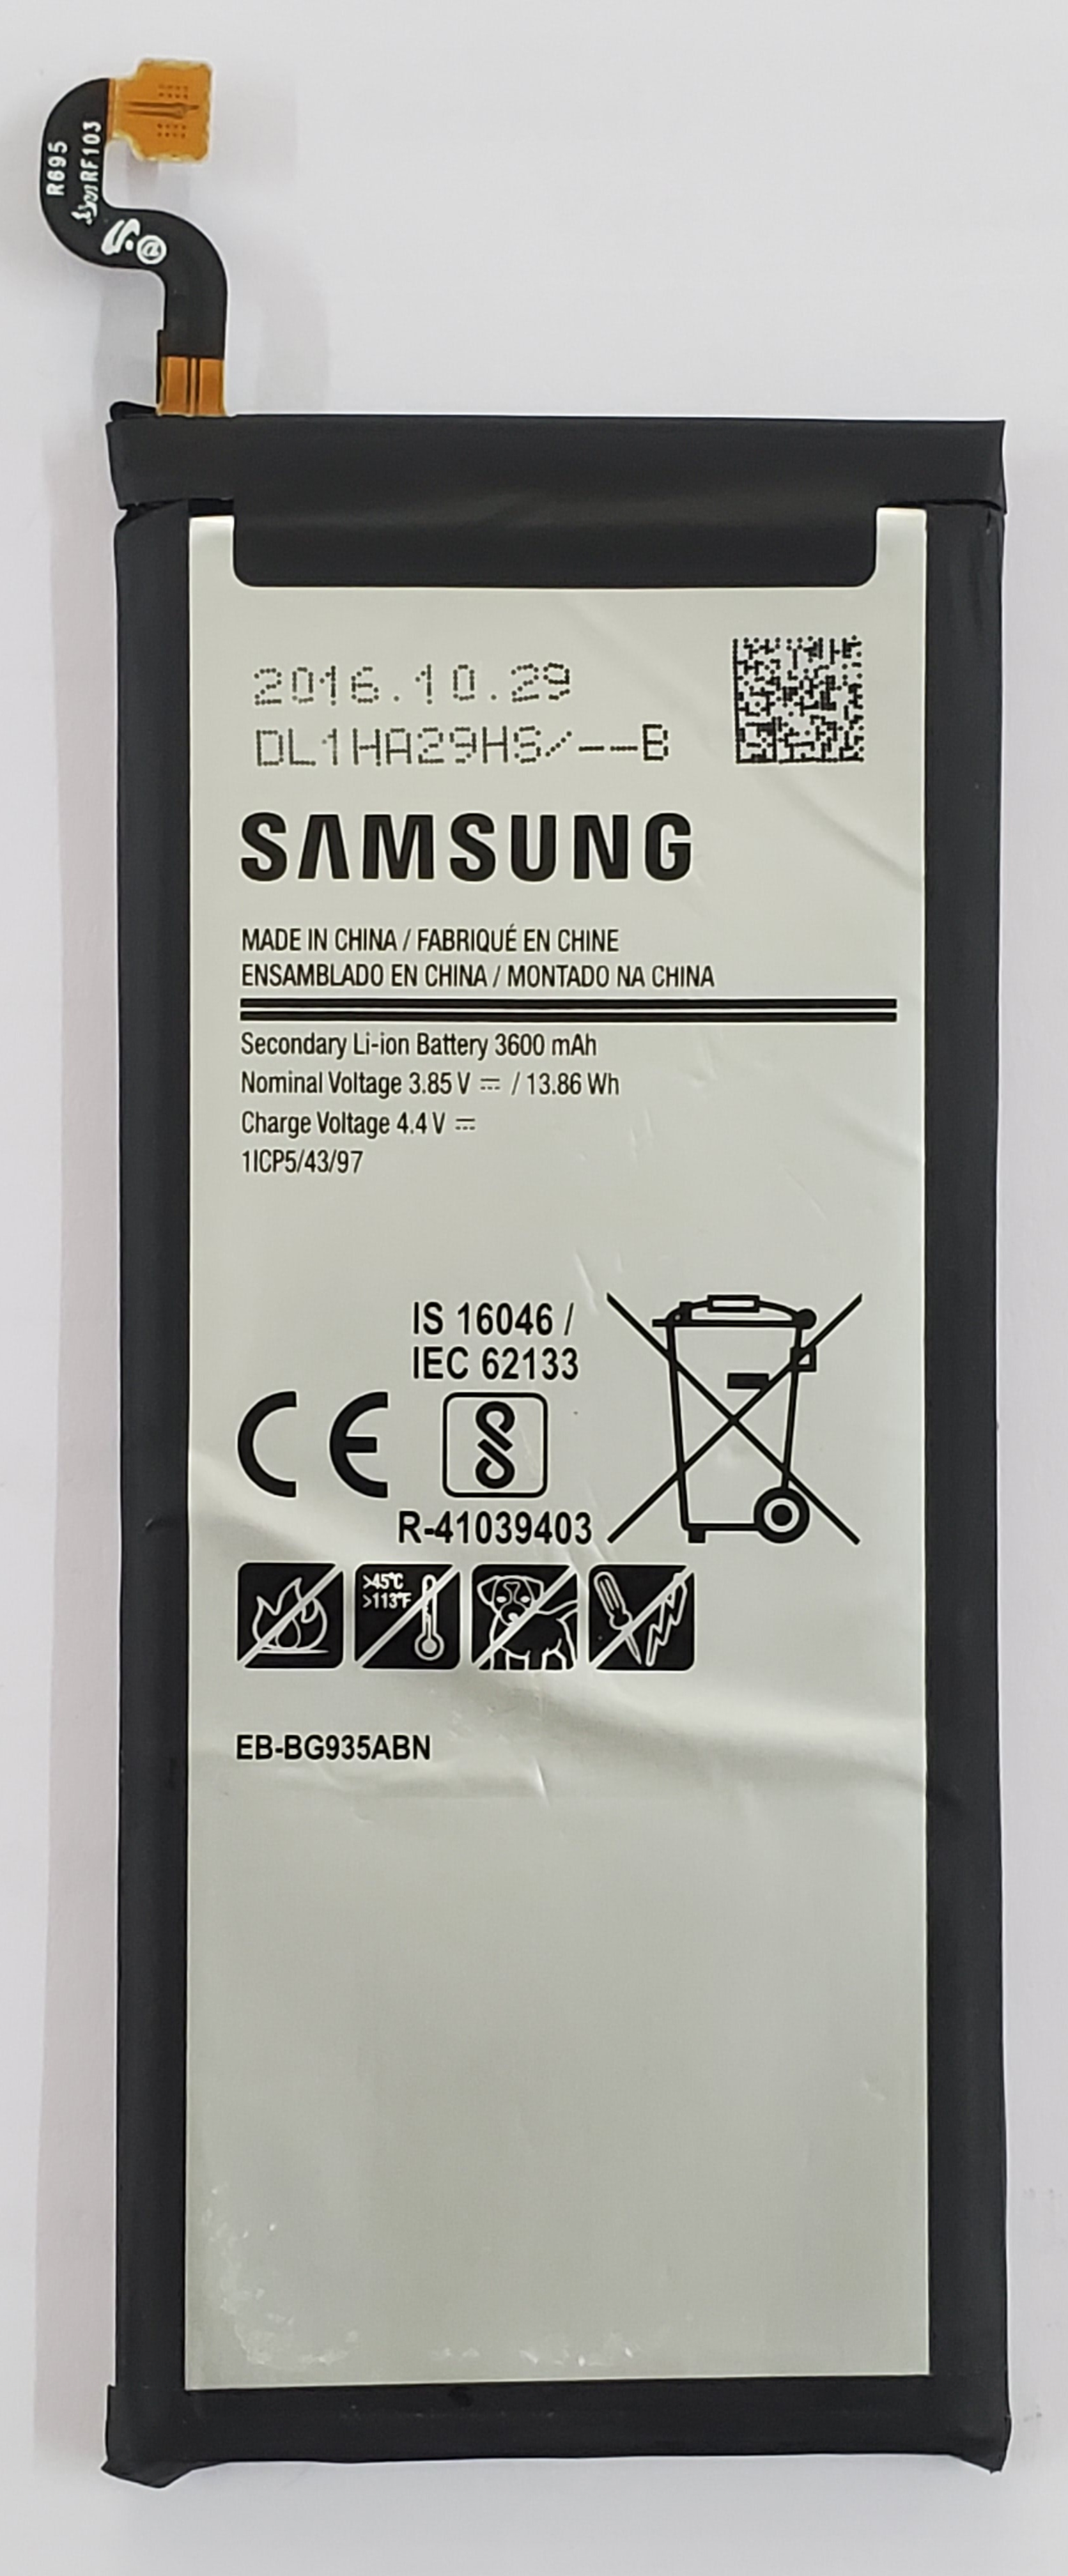 R695
RF103
2016.10.29
DL1HA29HS/--B
SAMSUNG
MADE IN CHINA / FABRIQUÉ EN CHINE
ENSAMBLADO EN CHINA / MONTADO NA CHINA
Secondary Li-ion Battery 3600 mAh
Nominal Voltage 3.85 V ⎓ / 13.86 Wh
Charge Voltage 4.4 V ⎓
1ICP5/43/97
IS 16046 /
IEC 62133
CE
R-41039403
>45°C
>113°F
EB-BG935ABN